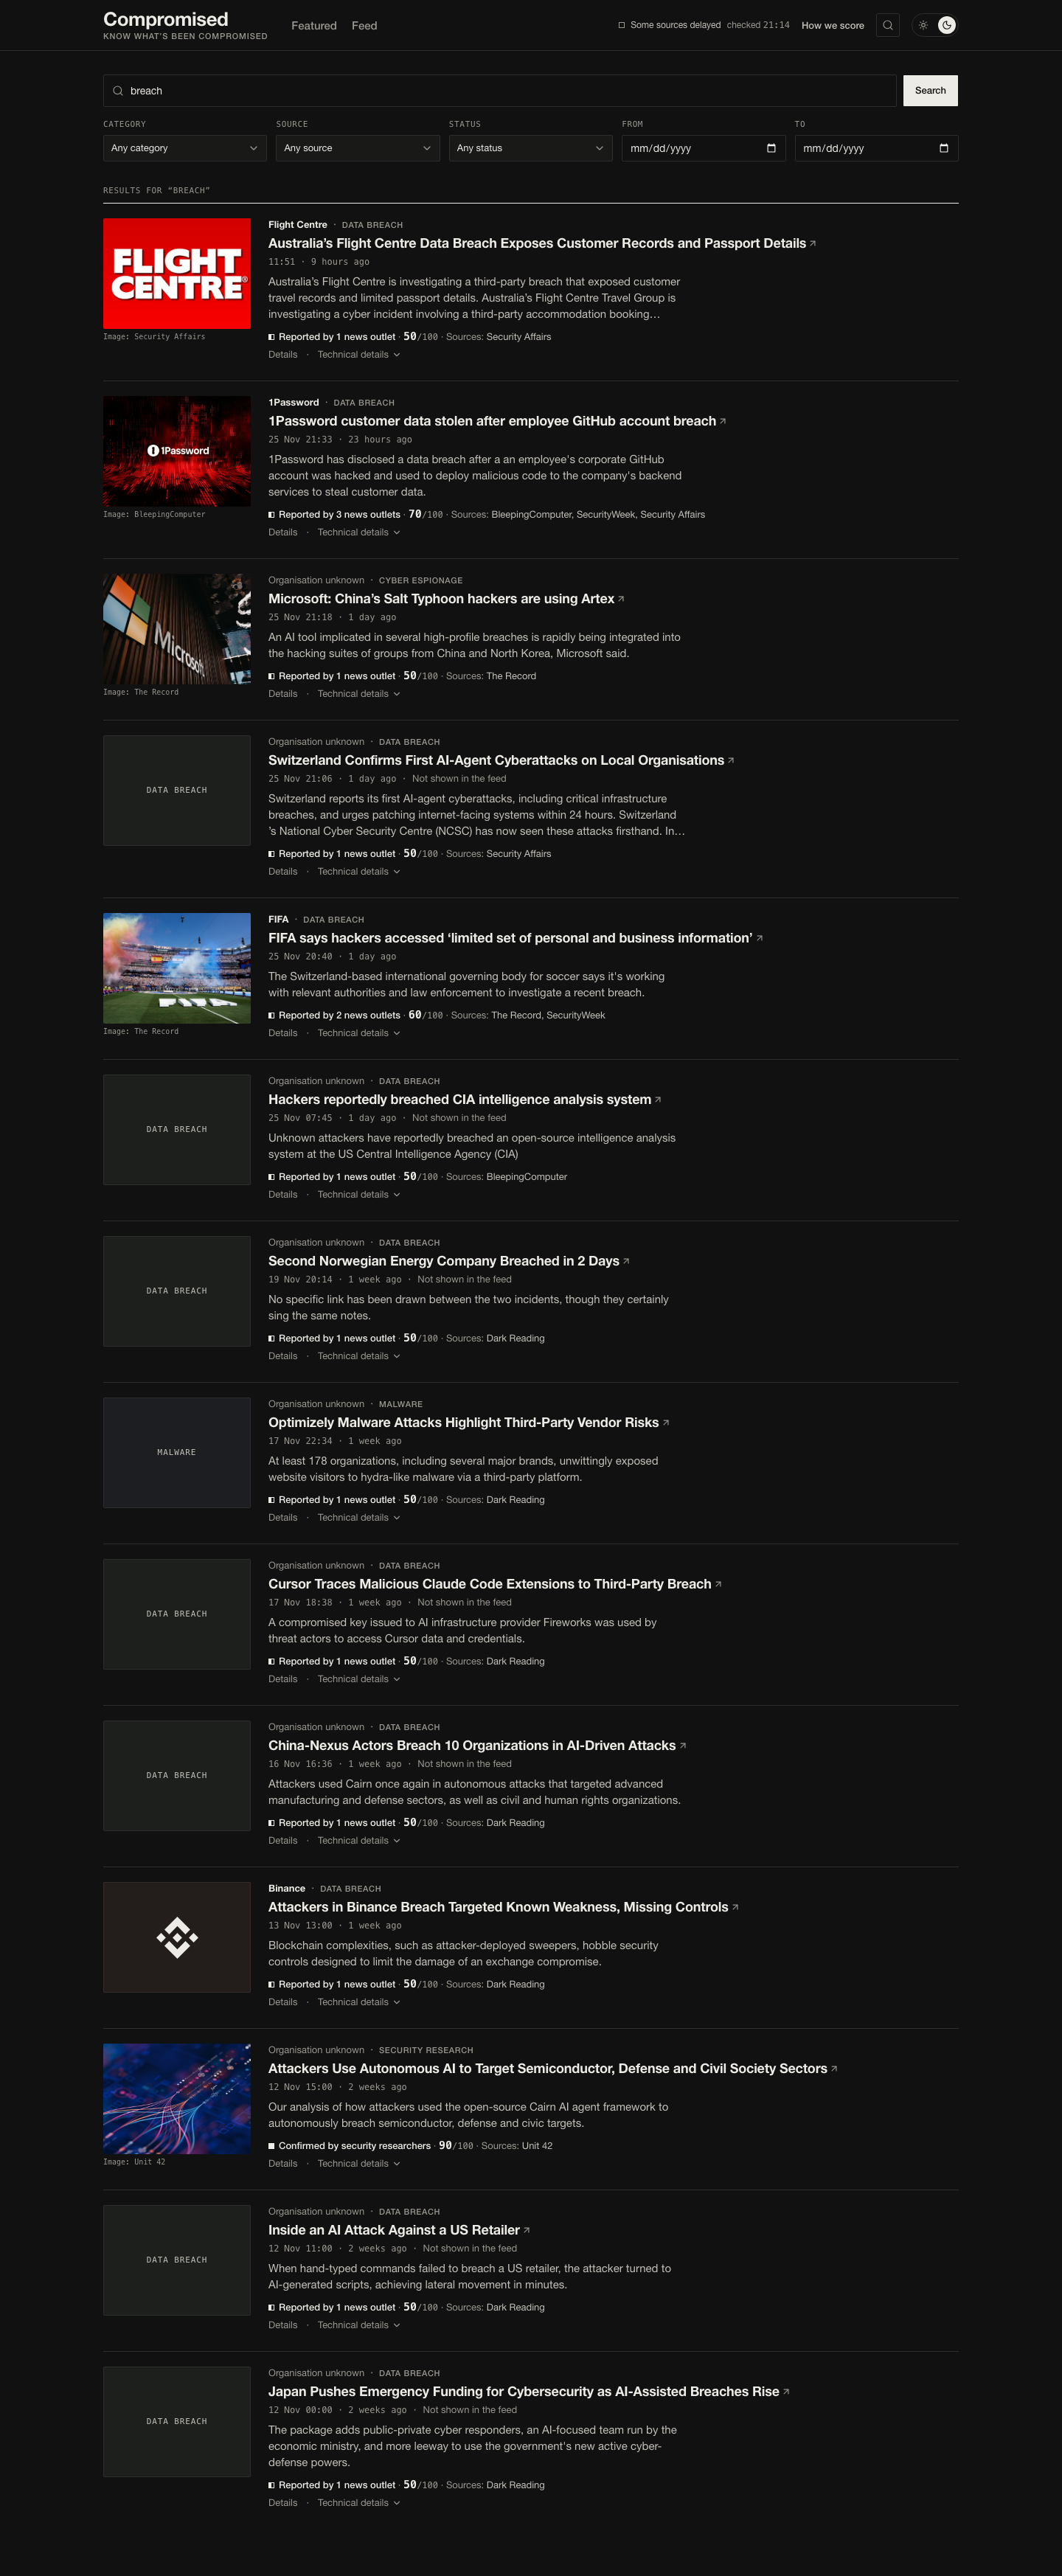 Compromised
KNOW WHAT'S BEEN COMPROMISED
Featured Feed
Some sources delayed checked 21:14 How we score
breach
Search
CATEGORY SOURCE STATUS FROM TO
Any category Any source Any status mm/dd/yyyy mm/dd/yyyy
RESULTS FOR “BREACH”
FLIGHT
CENTRE®
Image: Security Affairs
Flight Centre · DATA BREACH
Australia’s Flight Centre Data Breach Exposes Customer Records and Passport Details
11:51 · 9 hours ago
Australia’s Flight Centre is investigating a third-party breach that exposed customer
travel records and limited passport details. Australia’s Flight Centre Travel Group is
investigating a cyber incident involving a third-party accommodation booking…
Reported by 1 news outlet · 50/100 · Sources: Security Affairs
Details · Technical details
1Password
Image: BleepingComputer
1Password · DATA BREACH
1Password customer data stolen after employee GitHub account breach
25 Nov 21:33 · 23 hours ago
1Password has disclosed a data breach after a an employee's corporate GitHub
account was hacked and used to deploy malicious code to the company's backend
services to steal customer data.
Reported by 3 news outlets · 70/100 · Sources: BleepingComputer, SecurityWeek, Security Affairs
Details · Technical details
Microsoft
Image: The Record
Organisation unknown · CYBER ESPIONAGE
Microsoft: China’s Salt Typhoon hackers are using Artex
25 Nov 21:18 · 1 day ago
An AI tool implicated in several high-profile breaches is rapidly being integrated into
the hacking suites of groups from China and North Korea, Microsoft said.
Reported by 1 news outlet · 50/100 · Sources: The Record
Details · Technical details
DATA BREACH
Organisation unknown · DATA BREACH
Switzerland Confirms First AI-Agent Cyberattacks on Local Organisations
25 Nov 21:06 · 1 day ago · Not shown in the feed
Switzerland reports its first AI-agent cyberattacks, including critical infrastructure
breaches, and urges patching internet-facing systems within 24 hours. Switzerland
’s National Cyber Security Centre (NCSC) has now seen these attacks firsthand. In…
Reported by 1 news outlet · 50/100 · Sources: Security Affairs
Details · Technical details
FIFA
Image: The Record
FIFA · DATA BREACH
FIFA says hackers accessed ‘limited set of personal and business information’
25 Nov 20:40 · 1 day ago
The Switzerland-based international governing body for soccer says it's working
with relevant authorities and law enforcement to investigate a recent breach.
Reported by 2 news outlets · 60/100 · Sources: The Record, SecurityWeek
Details · Technical details
DATA BREACH
Organisation unknown · DATA BREACH
Hackers reportedly breached CIA intelligence analysis system
25 Nov 07:45 · 1 day ago · Not shown in the feed
Unknown attackers have reportedly breached an open-source intelligence analysis
system at the US Central Intelligence Agency (CIA)
Reported by 1 news outlet · 50/100 · Sources: BleepingComputer
Details · Technical details
DATA BREACH
Organisation unknown · DATA BREACH
Second Norwegian Energy Company Breached in 2 Days
19 Nov 20:14 · 1 week ago · Not shown in the feed
No specific link has been drawn between the two incidents, though they certainly
sing the same notes.
Reported by 1 news outlet · 50/100 · Sources: Dark Reading
Details · Technical details
MALWARE
Organisation unknown · MALWARE
Optimizely Malware Attacks Highlight Third-Party Vendor Risks
17 Nov 22:34 · 1 week ago
At least 178 organizations, including several major brands, unwittingly exposed
website visitors to hydra-like malware via a third-party platform.
Reported by 1 news outlet · 50/100 · Sources: Dark Reading
Details · Technical details
DATA BREACH
Organisation unknown · DATA BREACH
Cursor Traces Malicious Claude Code Extensions to Third-Party Breach
17 Nov 18:38 · 1 week ago · Not shown in the feed
A compromised key issued to AI infrastructure provider Fireworks was used by
threat actors to access Cursor data and credentials.
Reported by 1 news outlet · 50/100 · Sources: Dark Reading
Details · Technical details
DATA BREACH
Organisation unknown · DATA BREACH
China-Nexus Actors Breach 10 Organizations in AI-Driven Attacks
16 Nov 16:36 · 1 week ago · Not shown in the feed
Attackers used Cairn once again in autonomous attacks that targeted advanced
manufacturing and defense sectors, as well as civil and human rights organizations.
Reported by 1 news outlet · 50/100 · Sources: Dark Reading
Details · Technical details
Binance · DATA BREACH
Attackers in Binance Breach Targeted Known Weakness, Missing Controls
13 Nov 13:00 · 1 week ago
Blockchain complexities, such as attacker-deployed sweepers, hobble security
controls designed to limit the damage of an exchange compromise.
Reported by 1 news outlet · 50/100 · Sources: Dark Reading
Details · Technical details
Image: Unit 42
Organisation unknown · SECURITY RESEARCH
Attackers Use Autonomous AI to Target Semiconductor, Defense and Civil Society Sectors
12 Nov 15:00 · 2 weeks ago
Our analysis of how attackers used the open-source Cairn AI agent framework to
autonomously breach semiconductor, defense and civic targets.
Confirmed by security researchers · 90/100 · Sources: Unit 42
Details · Technical details
DATA BREACH
Organisation unknown · DATA BREACH
Inside an AI Attack Against a US Retailer
12 Nov 11:00 · 2 weeks ago · Not shown in the feed
When hand-typed commands failed to breach a US retailer, the attacker turned to
AI-generated scripts, achieving lateral movement in minutes.
Reported by 1 news outlet · 50/100 · Sources: Dark Reading
Details · Technical details
DATA BREACH
Organisation unknown · DATA BREACH
Japan Pushes Emergency Funding for Cybersecurity as AI-Assisted Breaches Rise
12 Nov 00:00 · 2 weeks ago · Not shown in the feed
The package adds public-private cyber responders, an AI-focused team run by the
economic ministry, and more leeway to use the government's new active cyber-
defense powers.
Reported by 1 news outlet · 50/100 · Sources: Dark Reading
Details · Technical details